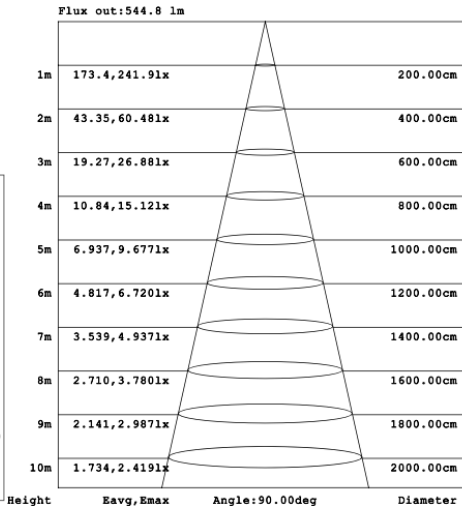 Flux out:544.8 lm
1m 173.4,241.9lx 200.00cm
2m 43.35,60.48lx 400.00cm
3m 19.27,26.88lx 600.00cm
4m 10.84,15.12lx 800.00cm
5m 6.937,9.677lx 1000.00cm
6m 4.817,6.720lx 1200.00cm
7m 3.539,4.937lx 1400.00cm
8m 2.710,3.780lx 1600.00cm
9m 2.141,2.987lx 1800.00cm
10m 1.734,2.419lx 2000.00cm
Height Eavg,Emax Angle:90.00deg Diameter